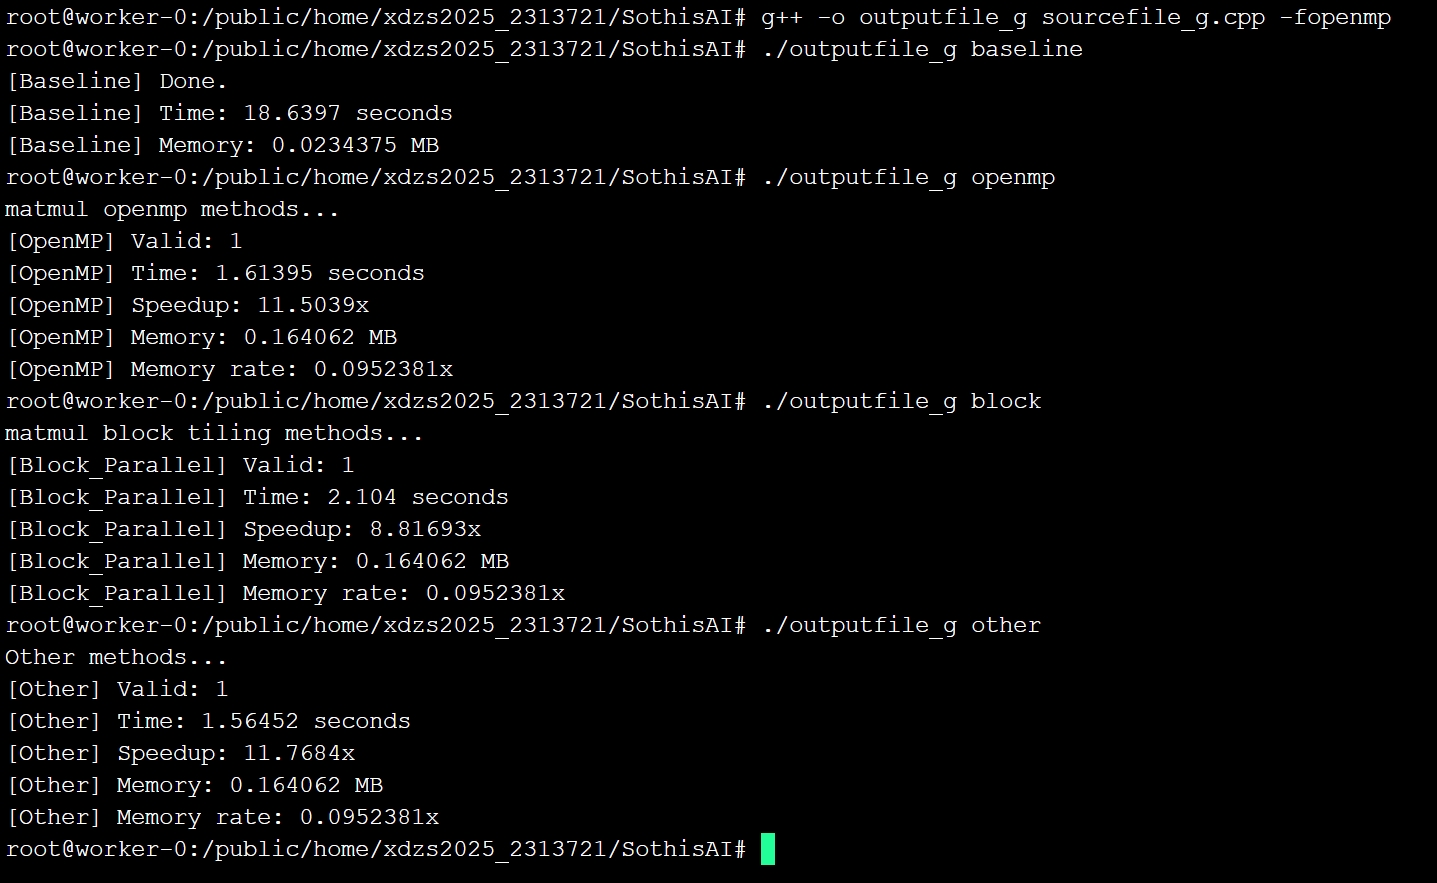 root@worker-0:/public/home/xdzs2025_2313721/SothisAI# g++ -o outputfile_g sourcefile_g.cpp -fopenmp
root@worker-0:/public/home/xdzs2025_2313721/SothisAI# ./outputfile_g baseline
[Baseline] Done.
[Baseline] Time: 18.6397 seconds
[Baseline] Memory: 0.0234375 MB
root@worker-0:/public/home/xdzs2025_2313721/SothisAI# ./outputfile_g openmp
matmul openmp methods...
[OpenMP] Valid: 1
[OpenMP] Time: 1.61395 seconds
[OpenMP] Speedup: 11.5039x
[OpenMP] Memory: 0.164062 MB
[OpenMP] Memory rate: 0.0952381x
root@worker-0:/public/home/xdzs2025_2313721/SothisAI# ./outputfile_g block
matmul block tiling methods...
[Block_Parallel] Valid: 1
[Block_Parallel] Time: 2.104 seconds
[Block_Parallel] Speedup: 8.81693x
[Block_Parallel] Memory: 0.164062 MB
[Block_Parallel] Memory rate: 0.0952381x
root@worker-0:/public/home/xdzs2025_2313721/SothisAI# ./outputfile_g other
Other methods...
[Other] Valid: 1
[Other] Time: 1.56452 seconds
[Other] Speedup: 11.7684x
[Other] Memory: 0.164062 MB
[Other] Memory rate: 0.0952381x
root@worker-0:/public/home/xdzs2025_2313721/SothisAI#